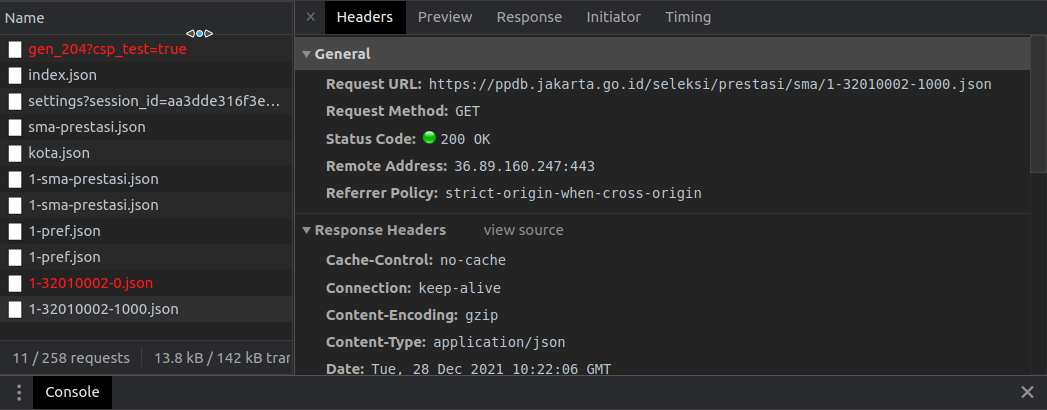 Name
gen_204?csp_test=true
index.json
settings?session_id=aa3dde316f3e...
sma-prestasi.json
kota.json
1-sma-prestasi.json
1-sma-prestasi.json
1-pref.json
1-pref.json
1-32010002-0.json
1-32010002-1000.json
11 / 258 requests 13.8 kB / 142 kB tran
× Headers Preview Response Initiator Timing
▼ General
Request URL: https://ppdb.jakarta.go.id/seleksi/prestasi/sma/1-32010002-1000.json
Request Method: GET
Status Code: 200 OK
Remote Address: 36.89.160.247:443
Referrer Policy: strict-origin-when-cross-origin
▼ Response Headers view source
Cache-Control: no-cache
Connection: keep-alive
Content-Encoding: gzip
Content-Type: application/json
Date: Tue, 28 Dec 2021 10:22:06 GMT
Console ×